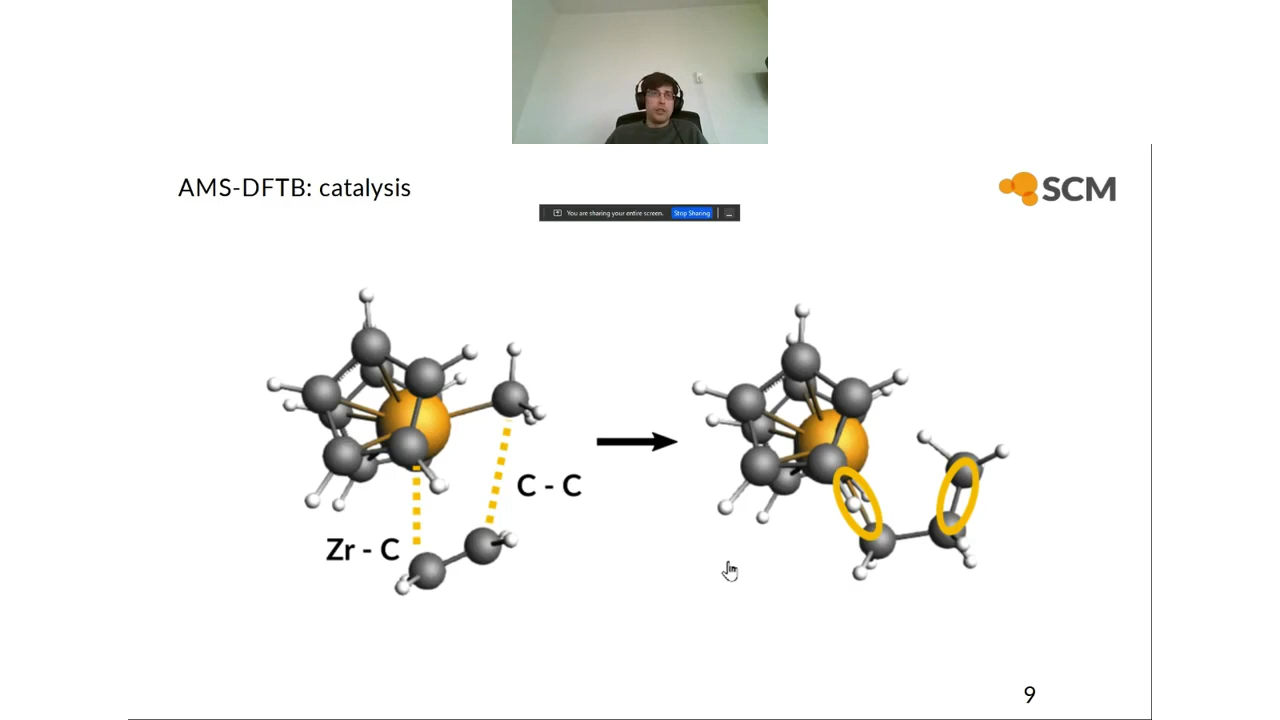 AMS-DFTB: catalysis
SCM
You are sharing your entire screen. Stop Sharing
C - C
Zr - C
9